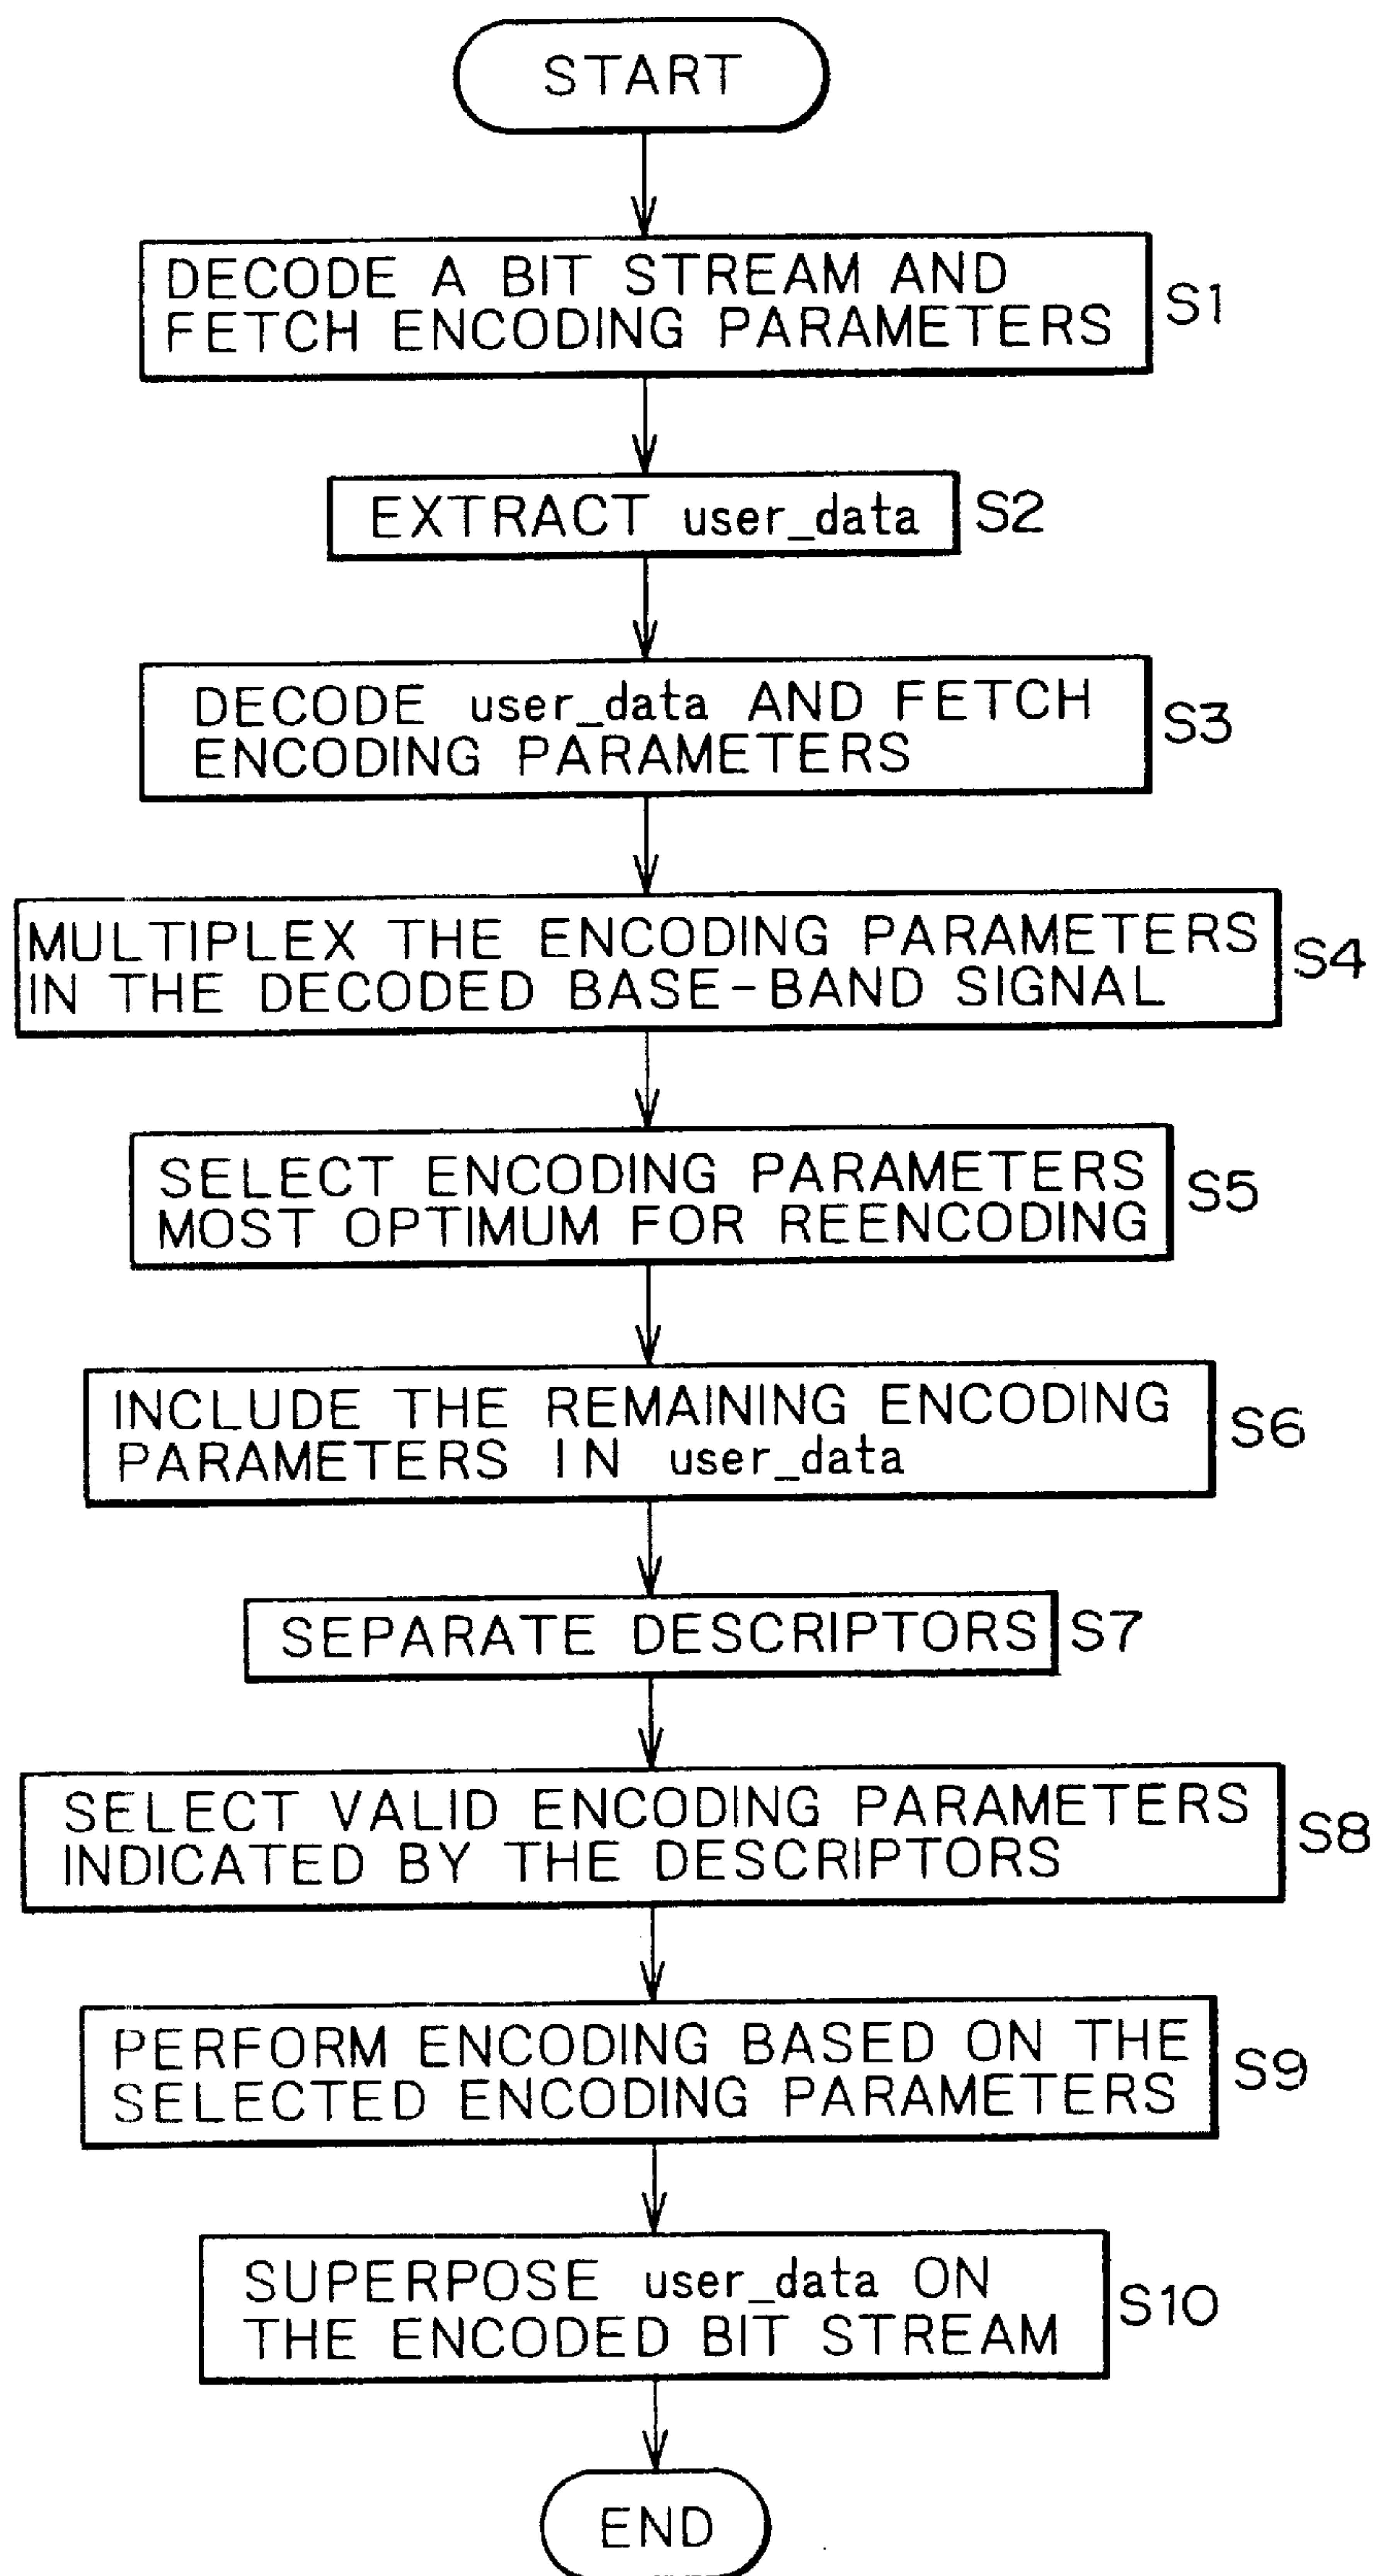 START
DECODE A BIT STREAM AND
FETCH ENCODING PARAMETERS
S1
EXTRACT user_data
S2
DECODE user_data AND FETCH
ENCODING PARAMETERS
S3
MULTIPLEX THE ENCODING PARAMETERS
IN THE DECODED BASE-BAND SIGNAL
S4
SELECT ENCODING PARAMETERS
MOST OPTIMUM FOR REENCODING
S5
INCLUDE THE REMAINING ENCODING
PARAMETERS IN user_data
S6
SEPARATE DESCRIPTORS
S7
SELECT VALID ENCODING PARAMETERS
INDICATED BY THE DESCRIPTORS
S8
PERFORM ENCODING BASED ON THE
SELECTED ENCODING PARAMETERS
S9
SUPERPOSE user_data ON
THE ENCODED BIT STREAM
S10
END